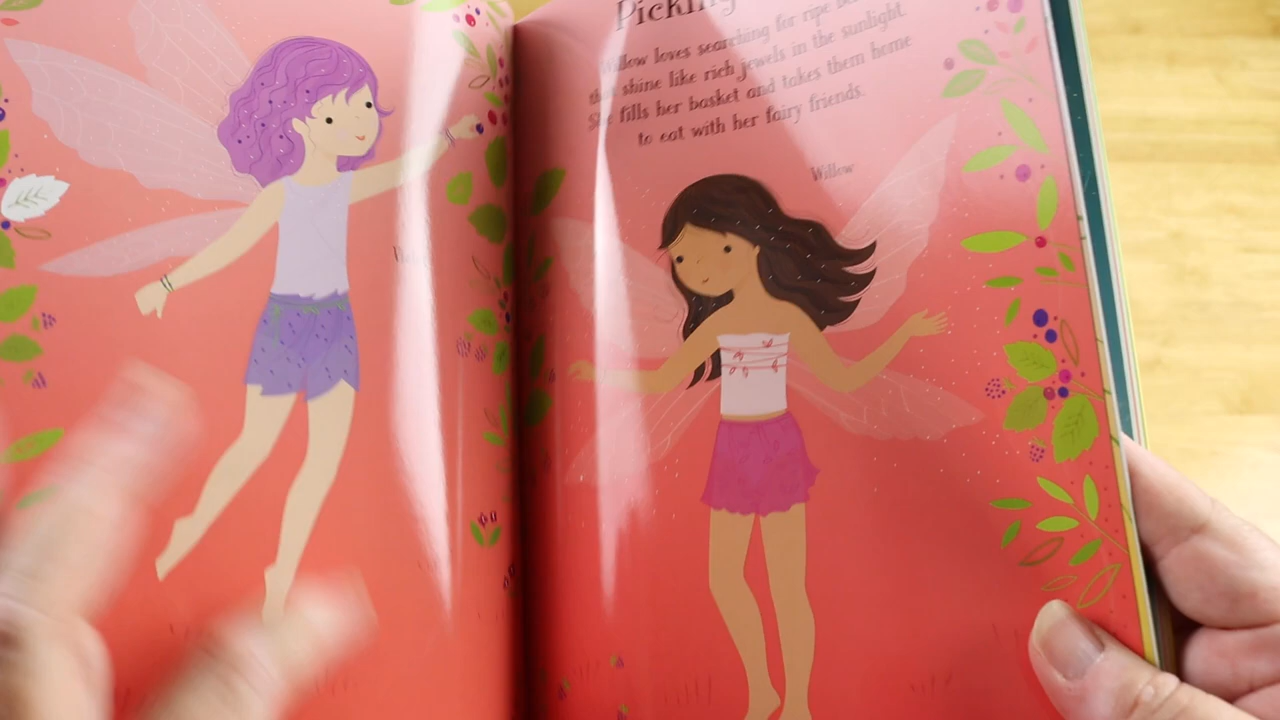 Picking
Willow loves searching for ripe
that shine like rich jewels in the sunlight.
She fills her basket and takes them home
to eat with her fairy friends.
Willow